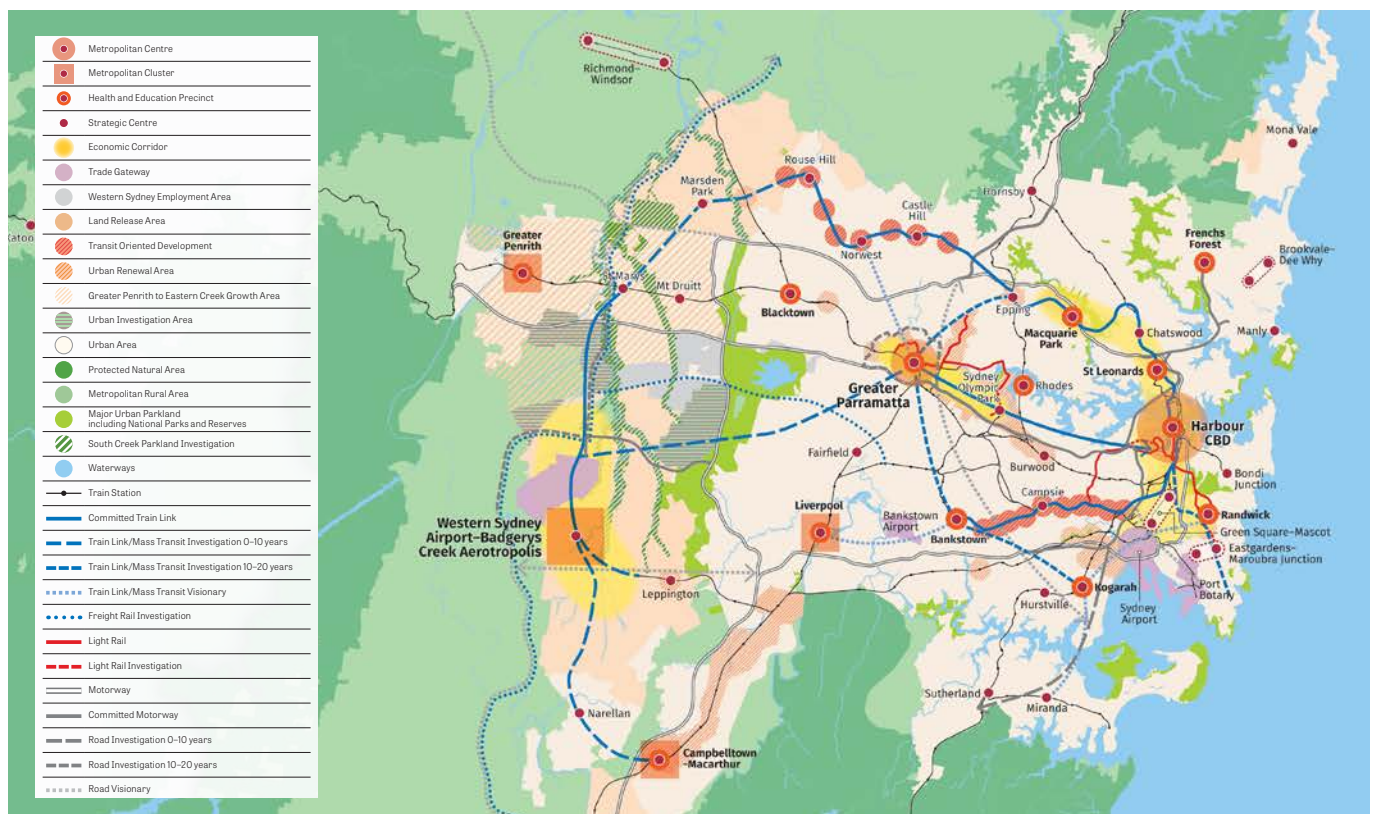 Metropolitan Centre
Metropolitan Cluster
Health and Education Precinct
Strategic Centre
Economic Corridor
Trade Gateway
Western Sydney Employment Area
Land Release Area
Transit Oriented Development
Urban Renewal Area
Greater Penrith to Eastern Creek Growth Area
Urban Investigation Area
Urban Area
Protected Natural Area
Metropolitan Rural Area
Major Urban Parkland
including National Parks and Reserves
South Creek Parkland Investigation
Waterways
Train Station
Committed Train Link
Train Link/Mass Transit Investigation 0–10 years
Train Link/Mass Transit Investigation 10–20 years
Train Link/Mass Transit Visionary
Freight Rail Investigation
Light Rail
Light Rail Investigation
Motorway
Committed Motorway
Road Investigation 0–10 years
Road Investigation 10–20 years
Road Visionary
Richmond–
Windsor
Mona Vale
Rouse Hill
Marsden
Park
Hornsby
Castle
Hill
Norwest
Greater
Penrith
Frenchs
Forest
Brookvale–
Dee Why
St Marys
Mt Druitt
Blacktown
Epping
Macquarie
Park
Chatswood
Manly
St Leonards
Greater
Parramatta
Sydney
Olympic
Park
Rhodes
Harbour
CBD
Fairfield
Burwood
Bondi
Junction
Campsie
Liverpool
Bankstown
Airport
Bankstown
Randwick
Green Square–Mascot
Eastgardens–
Maroubra Junction
Western Sydney
Airport–Badgerys
Creek Aerotropolis
Leppington
Kogarah
Hurstville
Sydney
Airport
Port
Botany
Sutherland
Miranda
Narellan
Campbelltown
–Macarthur